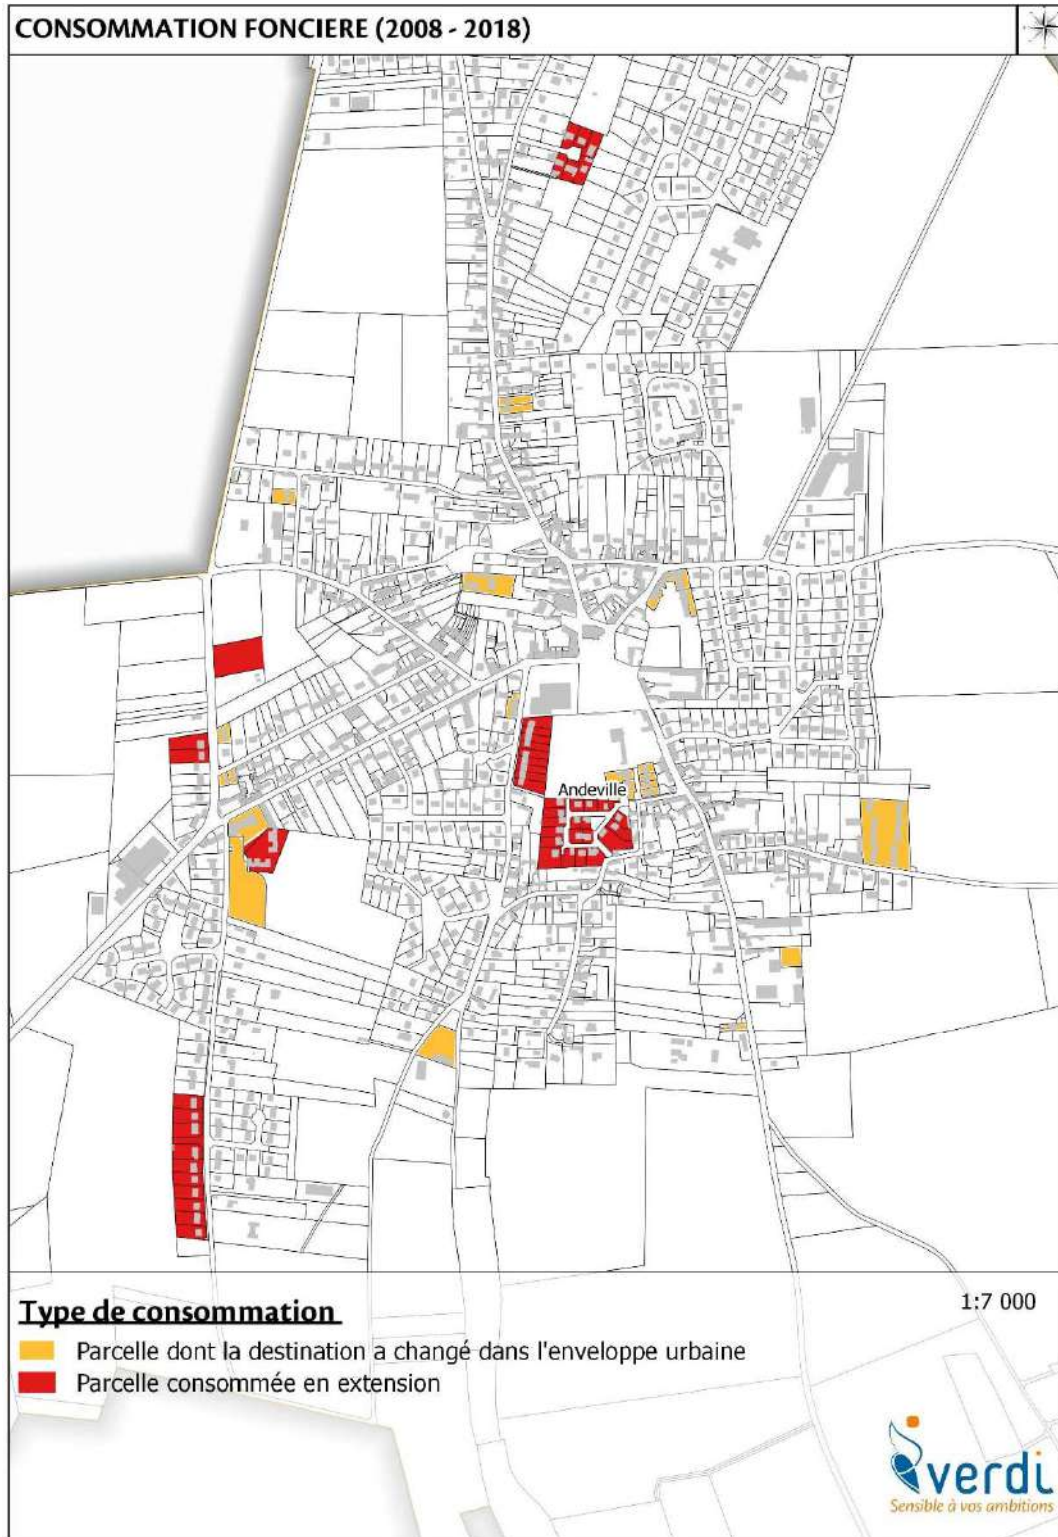 CONSOMMATION FONCIERE (2008 - 2018)
Andeville
Type de consommation
1:7 000
Parcelle dont la destination a changé dans l'enveloppe urbaine
Parcelle consommée en extension
verdi
Sensible à vos ambitions